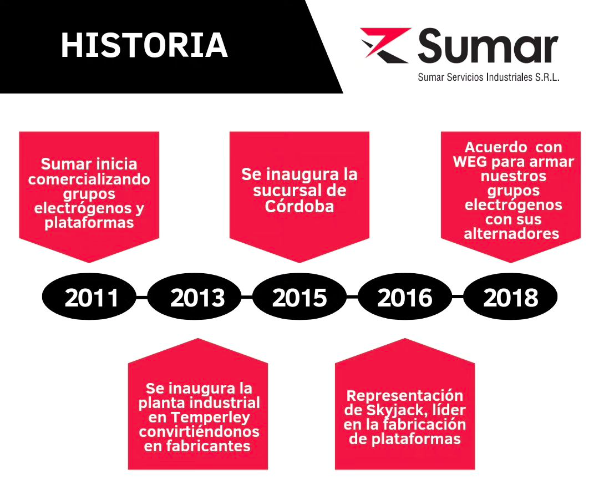 HISTORIA
Sumar
Sumar Servicios Industriales S.R.L.
Sumar inicia
comercializando
grupos
electrógenos y
plataformas
Se inaugura la
sucursal de
Córdoba
Acuerdo con
WEG para armar
nuestros
grupos
electrógenos
con sus
alternadores
2011
2013
2015
2016
2018
Se inaugura la
planta industrial
en Temperley
convirtiéndonos
en fabricantes
Representación
de Skyjack, líder
en la fabricación
de plataformas